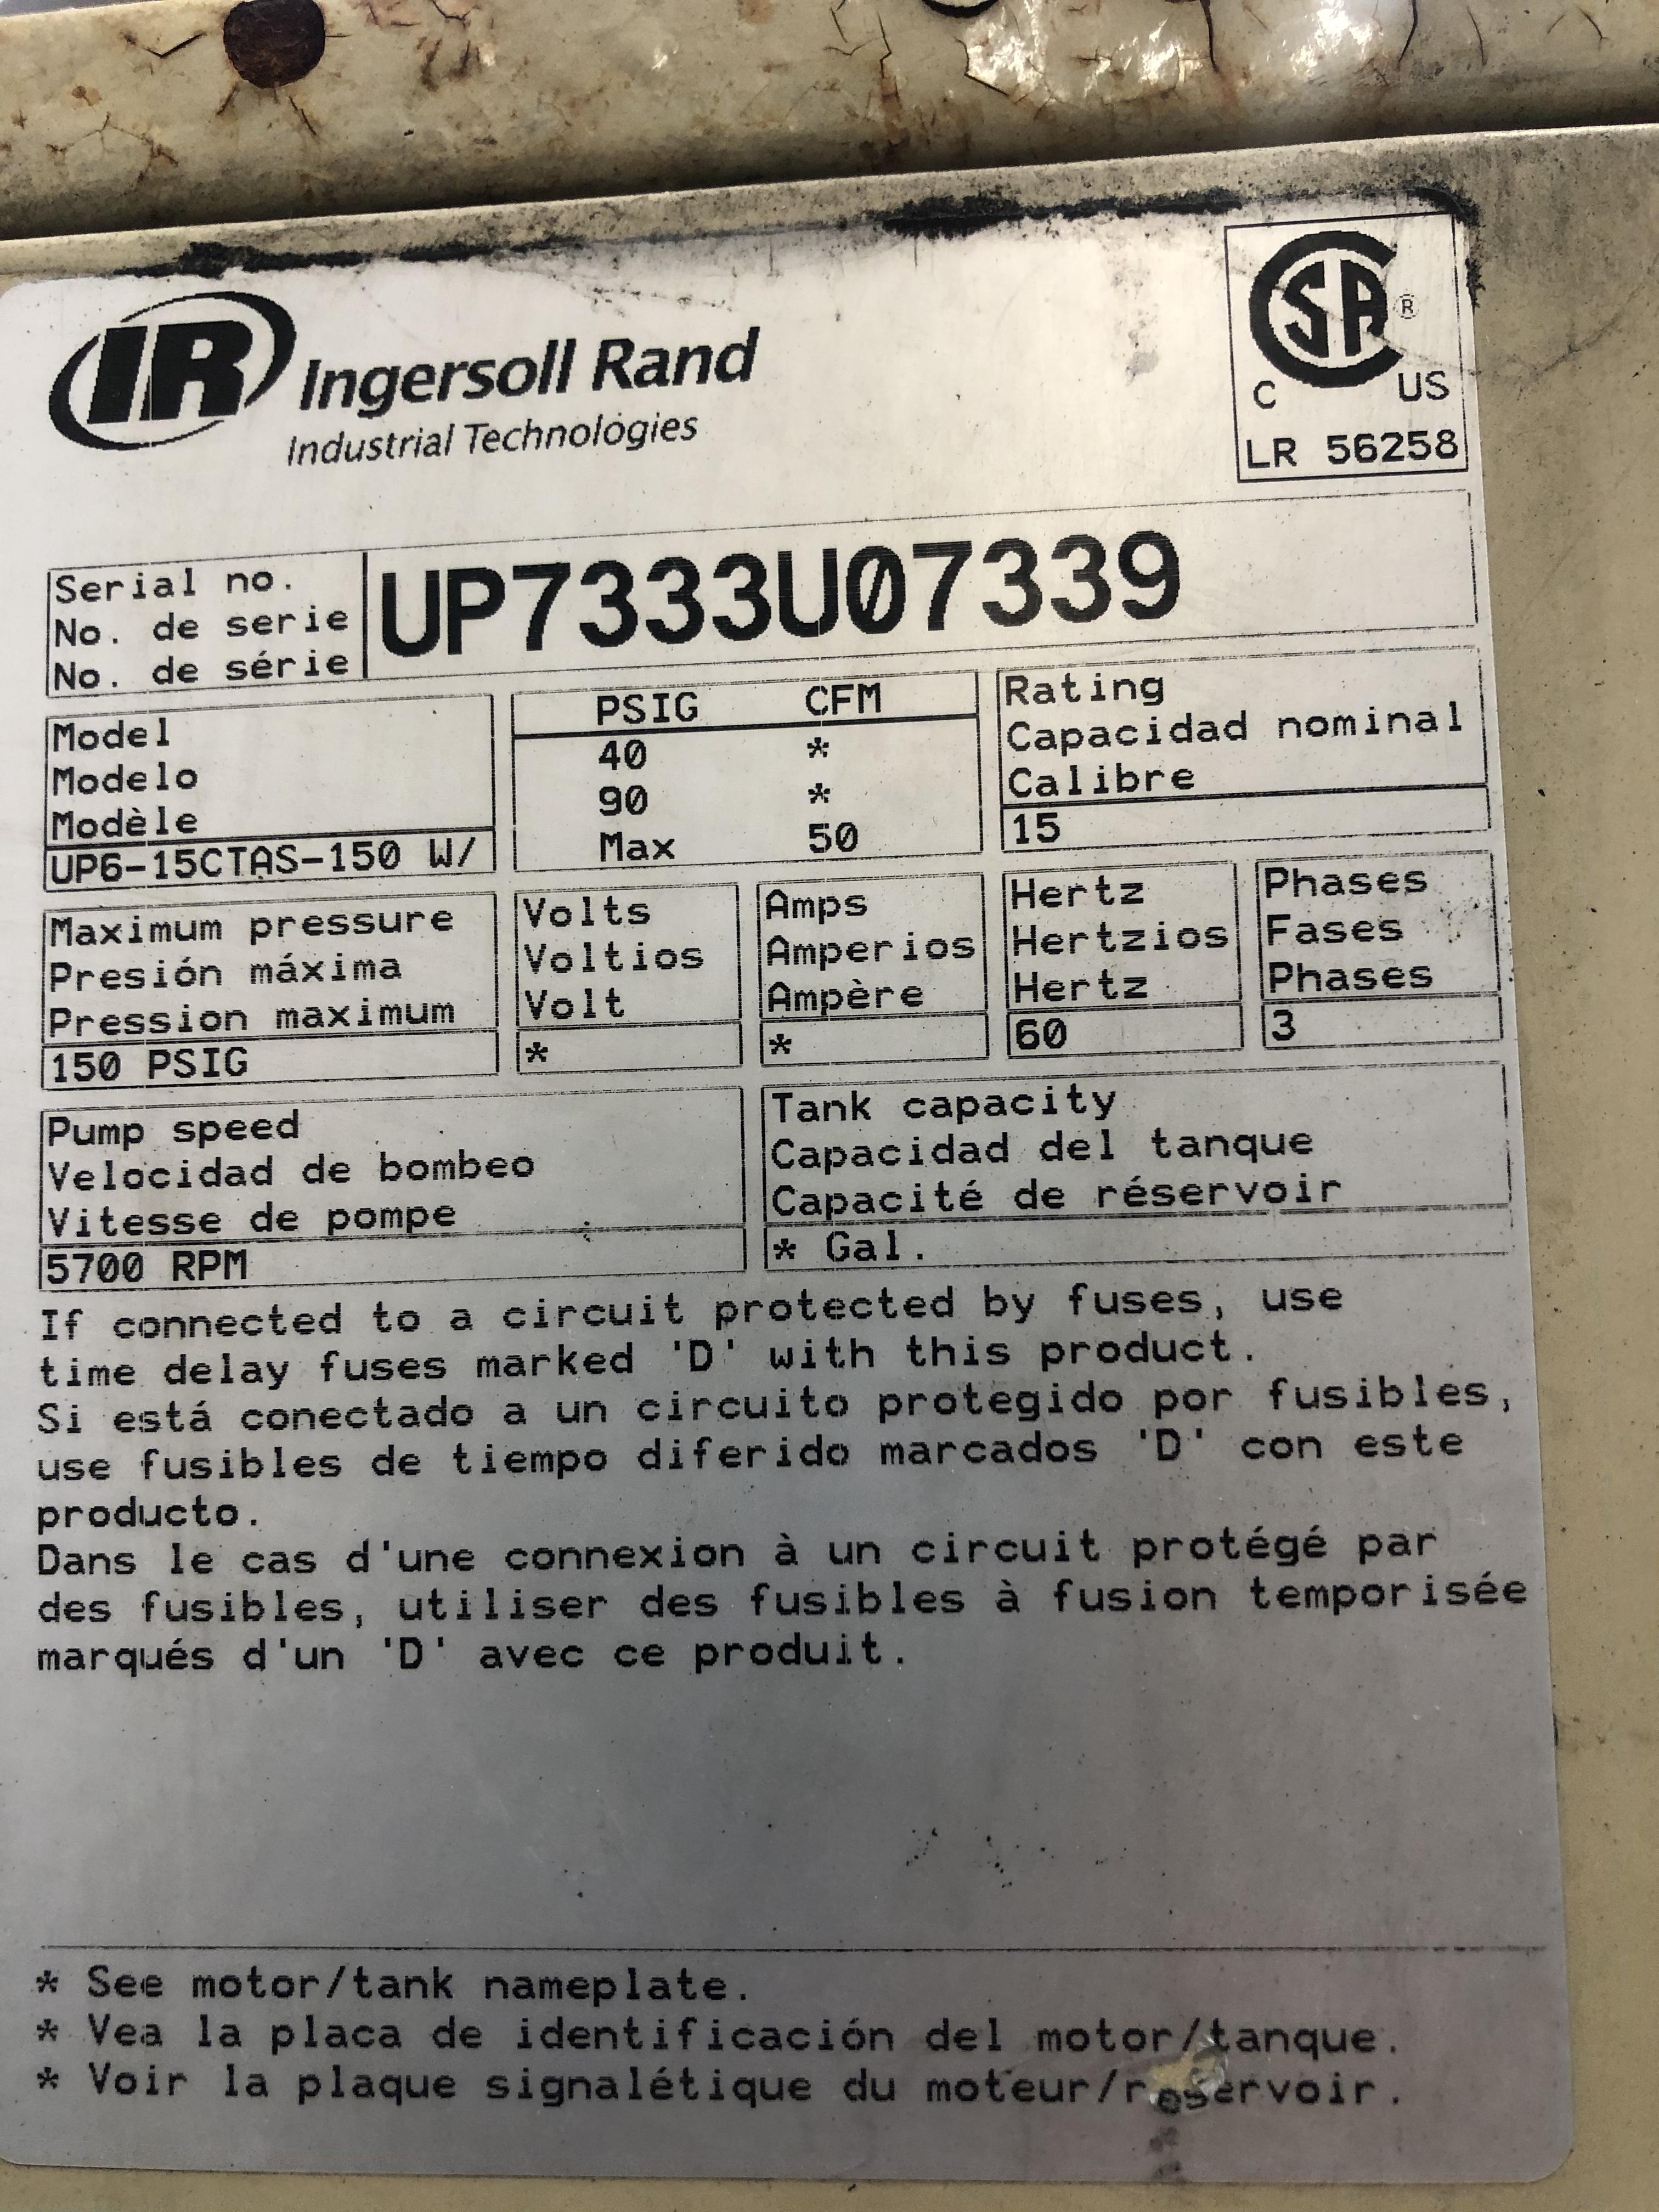 IR Ingersoll Rand
Industrial Technologies
CSA ®
C US
LR 56258
Serial no.
No. de serie
No. de série
UP7333U07339
Model
Modelo
Modèle
UP6-15CTAS-150 W/
PSIG CFM
40 *
90 *
Max 50
Rating
Capacidad nominal
Calibre
15
Maximum pressure
Presión máxima
Pression maximum
150 PSIG
Volts
Voltios
Volt
*
Amps
Amperios
Ampère
*
Hertz
Hertzios
Hertz
60
Phases
Fases
Phases
3
Pump speed
Velocidad de bombeo
Vitesse de pompe
5700 RPM
Tank capacity
Capacidad del tanque
Capacité de réservoir
* Gal.
If connected to a circuit protected by fuses, use
time delay fuses marked 'D' with this product.
Si está conectado a un circuito protegido por fusibles,
use fusibles de tiempo diferido marcados 'D' con este
producto.
Dans le cas d'une connexion à un circuit protégé par
des fusibles, utiliser des fusibles à fusion temporisée
marqués d'un 'D' avec ce produit.
* See motor/tank nameplate.
* Vea la placa de identificación del motor/tanque.
* Voir la plaque signalétique du moteur/reservoir.